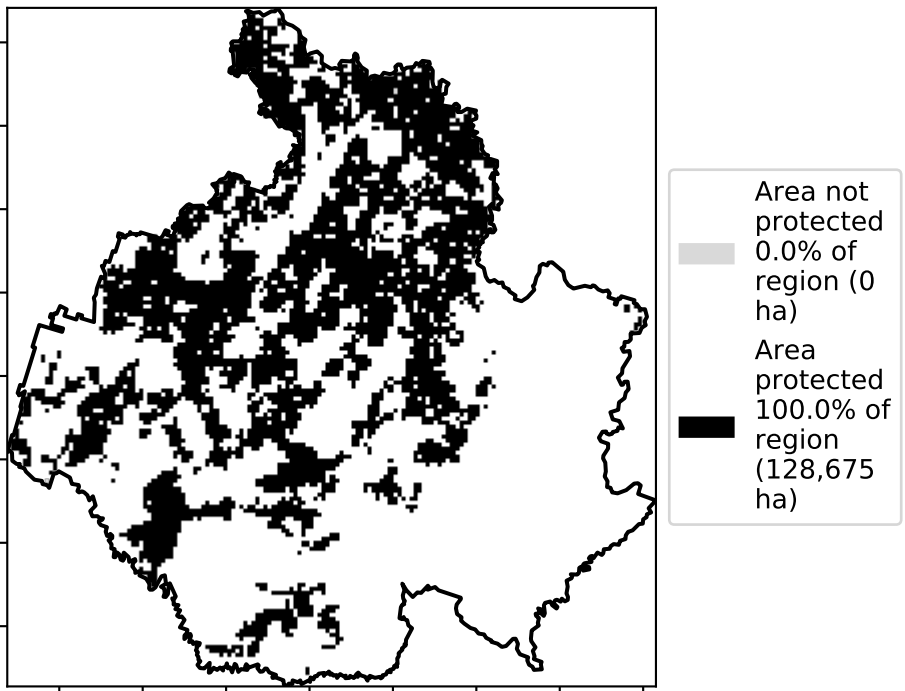 Area not
protected
0.0% of
region (0
ha)
Area
protected
100.0% of
region
(128,675
ha)